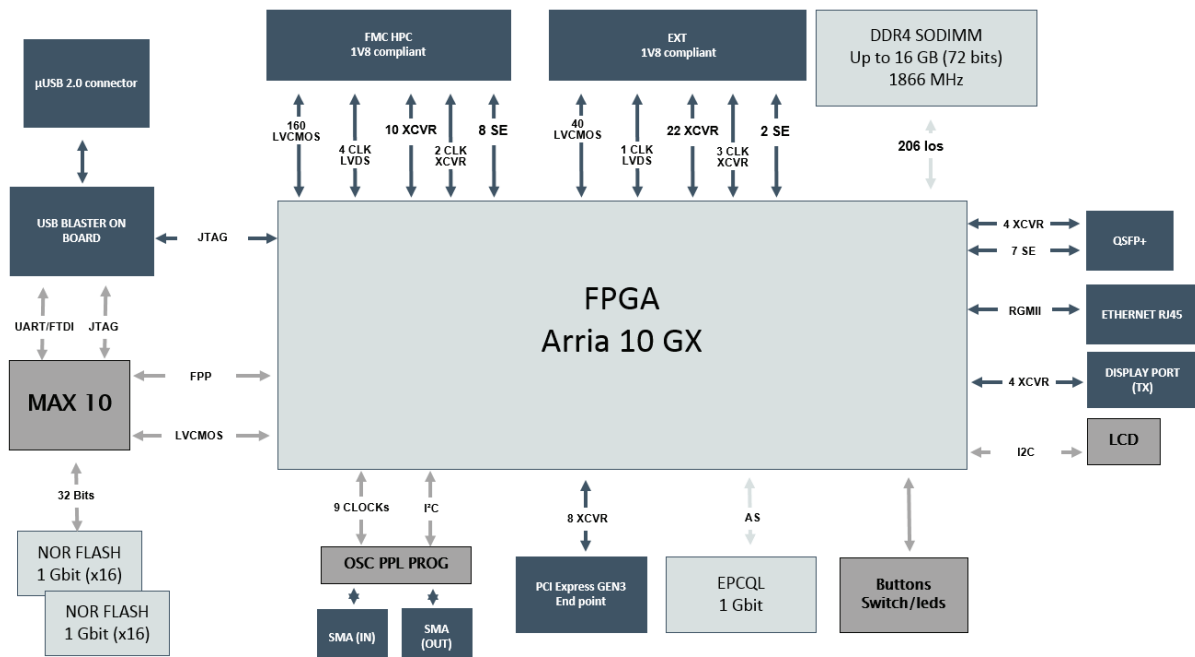 FMC HPC
1V8 compliant
EXT
1V8 compliant
DDR4 SODIMM
Up to 16 GB (72 bits)
1866 MHz
µUSB 2.0 connector
160
LVCMOS
4 CLK
LVDS
10 XCVR
2 CLK
XCVR
8 SE
40
LVCMOS
1 CLK
LVDS
22 XCVR
3 CLK
XCVR
2 SE
206 Ios
USB BLASTER ON
BOARD
JTAG
4 XCVR
7 SE
QSFP+
FPGA
Arria 10 GX
RGMII
ETHERNET RJ45
UART/FTDI
JTAG
MAX 10
FPP
LVCMOS
4 XCVR
DISPLAY PORT
(TX)
I2C
LCD
32 Bits
9 CLOCKs
I²C
8 XCVR
AS
NOR FLASH
1 Gbit (x16)
NOR FLASH
1 Gbit (x16)
OSC PPL PROG
SMA (IN)
SMA
(OUT)
PCI Express GEN3
End point
EPCQL
1 Gbit
Buttons
Switch/leds